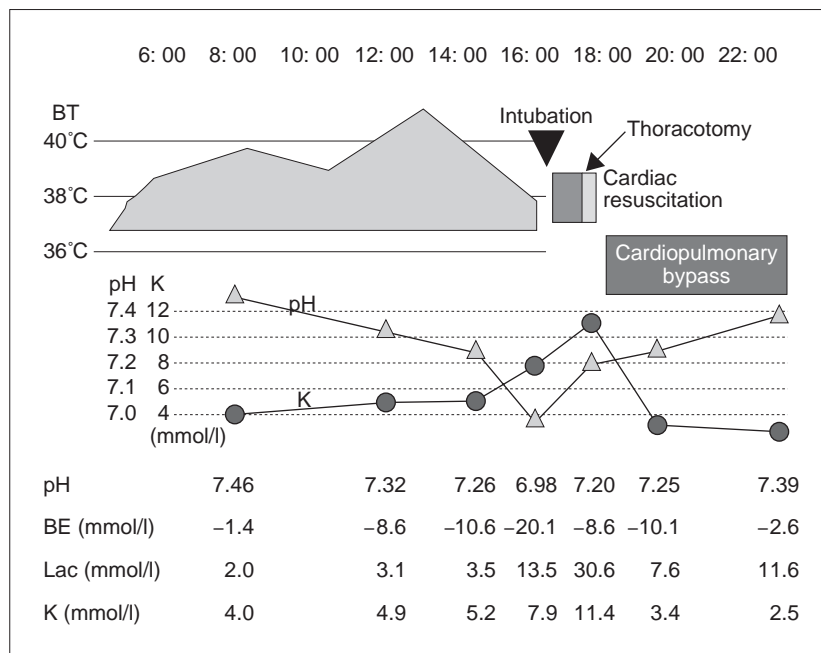 6: 00 8: 00 10: 00 12: 00 14: 00 16: 00 18: 00 20: 00 22: 00
BT
40°C
38°C
36°C
Intubation
Thoracotomy
Cardiac
resuscitation
Cardiopulmonary
bypass
pH K
7.4 12
7.3 10
7.2 8
7.1 6
7.0 4
(mmol/l)
pH
K
pH 7.46 7.32 7.26 6.98 7.20 7.25 7.39
BE (mmol/l) −1.4 −8.6 −10.6 −20.1 −8.6 −10.1 −2.6
Lac (mmol/l) 2.0 3.1 3.5 13.5 30.6 7.6 11.6
K (mmol/l) 4.0 4.9 5.2 7.9 11.4 3.4 2.5